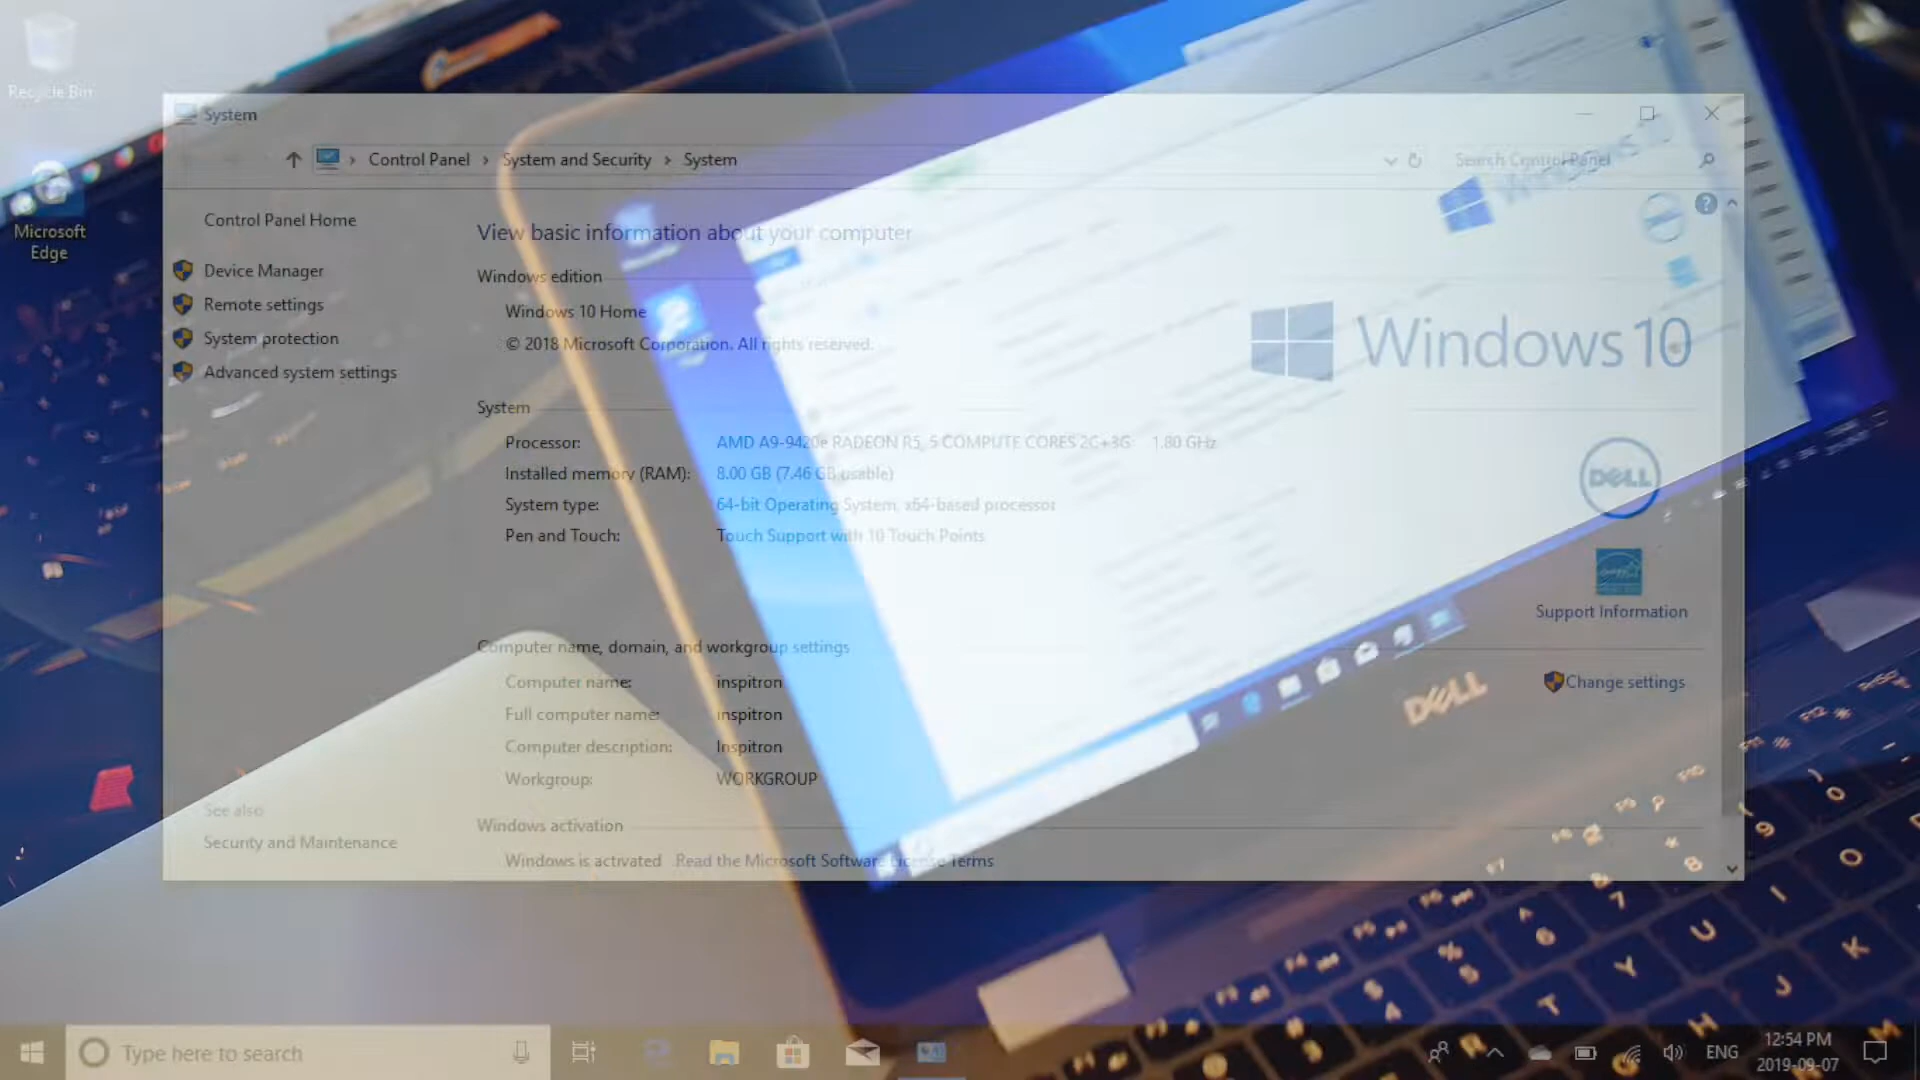 Recycle Bin
Microsoft
Edge
System
Control Panel › System and Security › System
Search Control Panel
Control Panel Home
Device Manager
Remote settings
System protection
Advanced system settings
View basic information about your computer
Windows edition
Windows 10 Home
© 2018 Microsoft Corporation. All rights reserved.
Windows 10
System
Processor: AMD A9-9420e RADEON R5, 5 COMPUTE CORES 2C+3G 1.80 GHz
Installed memory (RAM): 8.00 GB (7.46 GB usable)
System type: 64-bit Operating System, x64-based processor
Pen and Touch: Touch Support with 10 Touch Points
DELL
Support Information
Computer name, domain, and workgroup settings
Computer name: inspitron
Full computer name: inspitron
Computer description: Inspitron
Workgroup: WORKGROUP
Change settings
DELL
See also
Security and Maintenance
Windows activation
Windows is activated Read the Microsoft Software License Terms
Type here to search
ENG
12:54 PM
2019-09-07